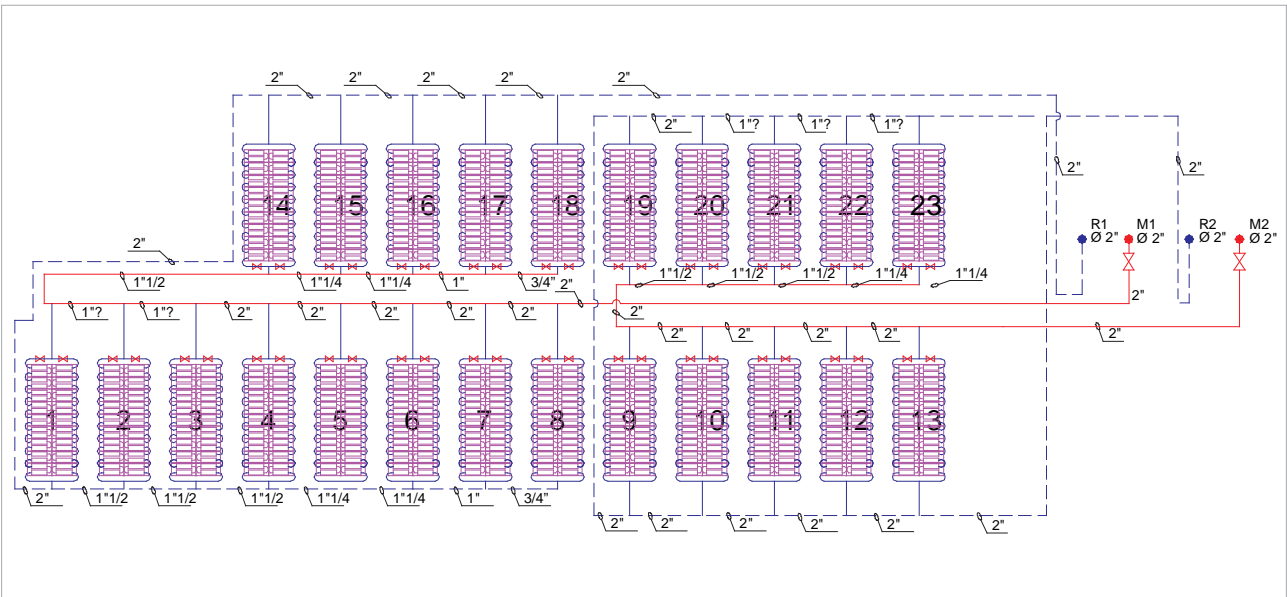 2" 2" 2" 2" 2"
2" 1"? 1"? 1"?
2" 2"
14 15 16 17 18 19 20 21 22 23
R1 M1 R2 M2
Ø 2" Ø 2" Ø 2" Ø 2"
2"
1"1/2 1"1/4 1"1/4 1" 3/4" 2" 1"1/2 1"1/2 1"1/2 1"1/4 1"1/4
2"
1"? 1"? 2" 2" 2" 2" 2" 2"
2" 2" 2" 2" 2"
1 2 3 4 5 6 7 8 9 10 11 12 13
2" 1"1/2 1"1/2 1"1/2 1"1/4 1"1/4 1" 3/4"
2" 2" 2" 2" 2" 2"